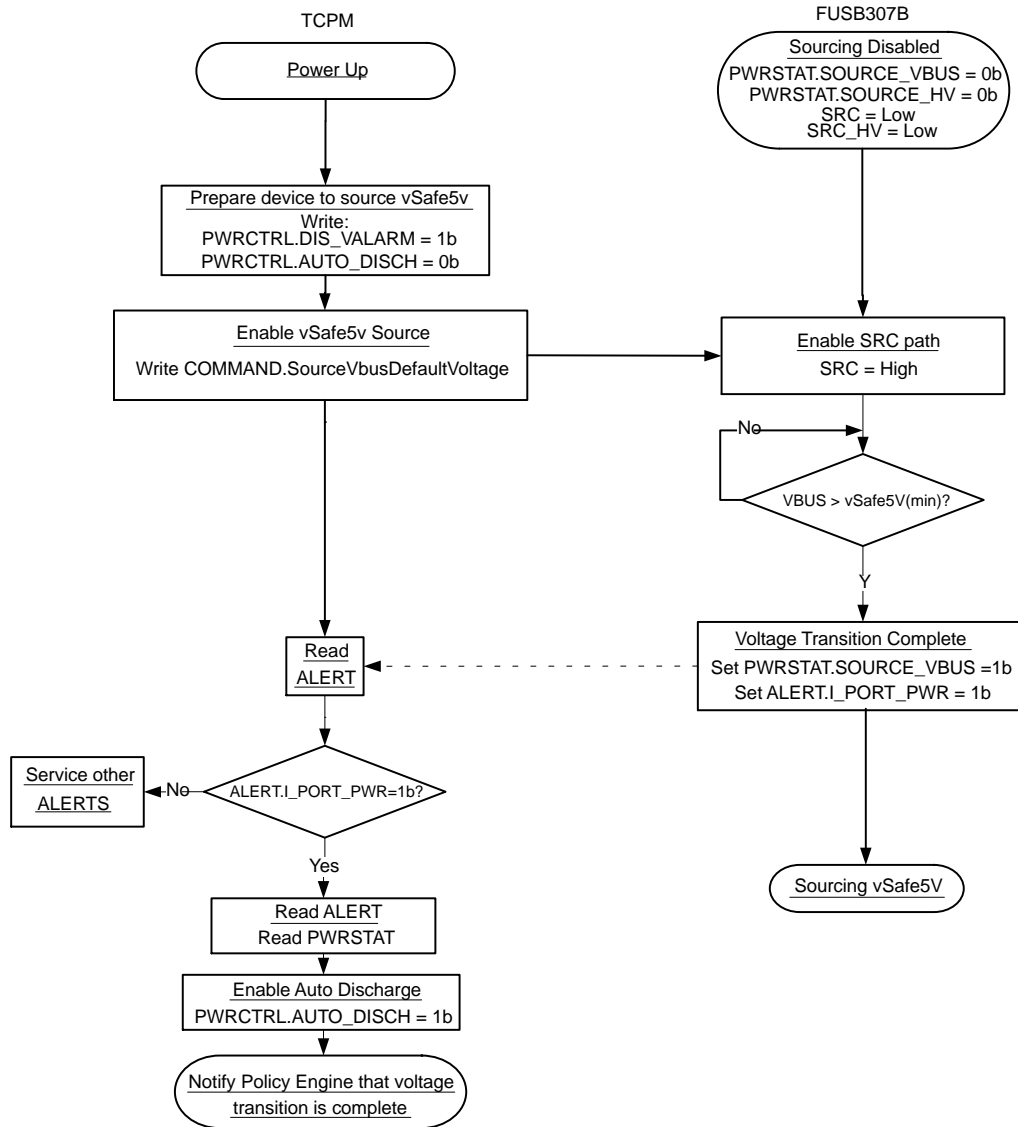 TCPM
FUSB307B
Power Up
Sourcing Disabled
PWRSTAT.SOURCE_VBUS = 0b
PWRSTAT.SOURCE_HV = 0b
SRC = Low
SRC_HV = Low
Prepare device to source vSafe5v
Write:
PWRCTRL.DIS_VALARM = 1b
PWRCTRL.AUTO_DISCH = 0b
Enable vSafe5v Source
Write COMMAND.SourceVbusDefaultVoltage
Enable SRC path
SRC = High
No
VBUS > vSafe5V(min)?
Y
Voltage Transition Complete
Set PWRSTAT.SOURCE_VBUS =1b
Set ALERT.I_PORT_PWR = 1b
Read
ALERT
Service other
ALERTS
No
ALERT.I_PORT_PWR=1b?
Yes
Sourcing vSafe5V
Read ALERT
Read PWRSTAT
Enable Auto Discharge
PWRCTRL.AUTO_DISCH = 1b
Notify Policy Engine that voltage
transition is complete